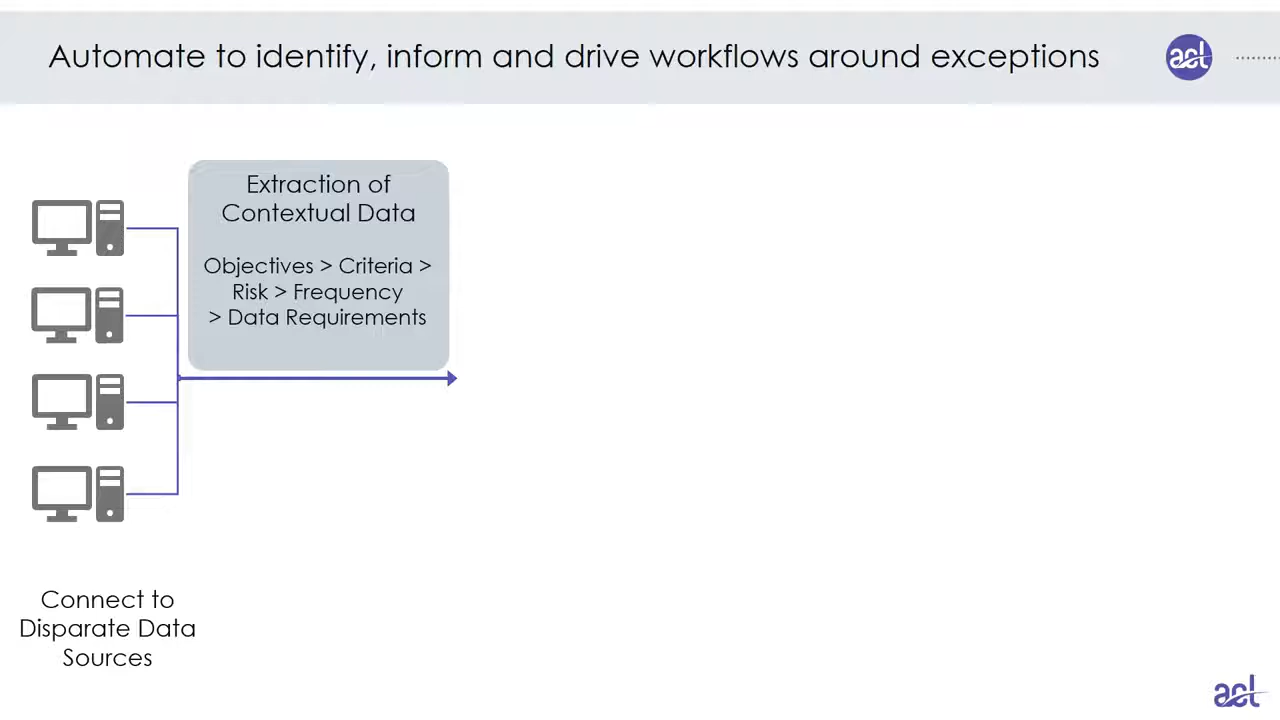 Automate to identify, inform and drive workflows around exceptions
acl
Extraction of
Contextual Data
Objectives > Criteria >
Risk > Frequency
> Data Requirements
Connect to
Disparate Data
Sources
acl